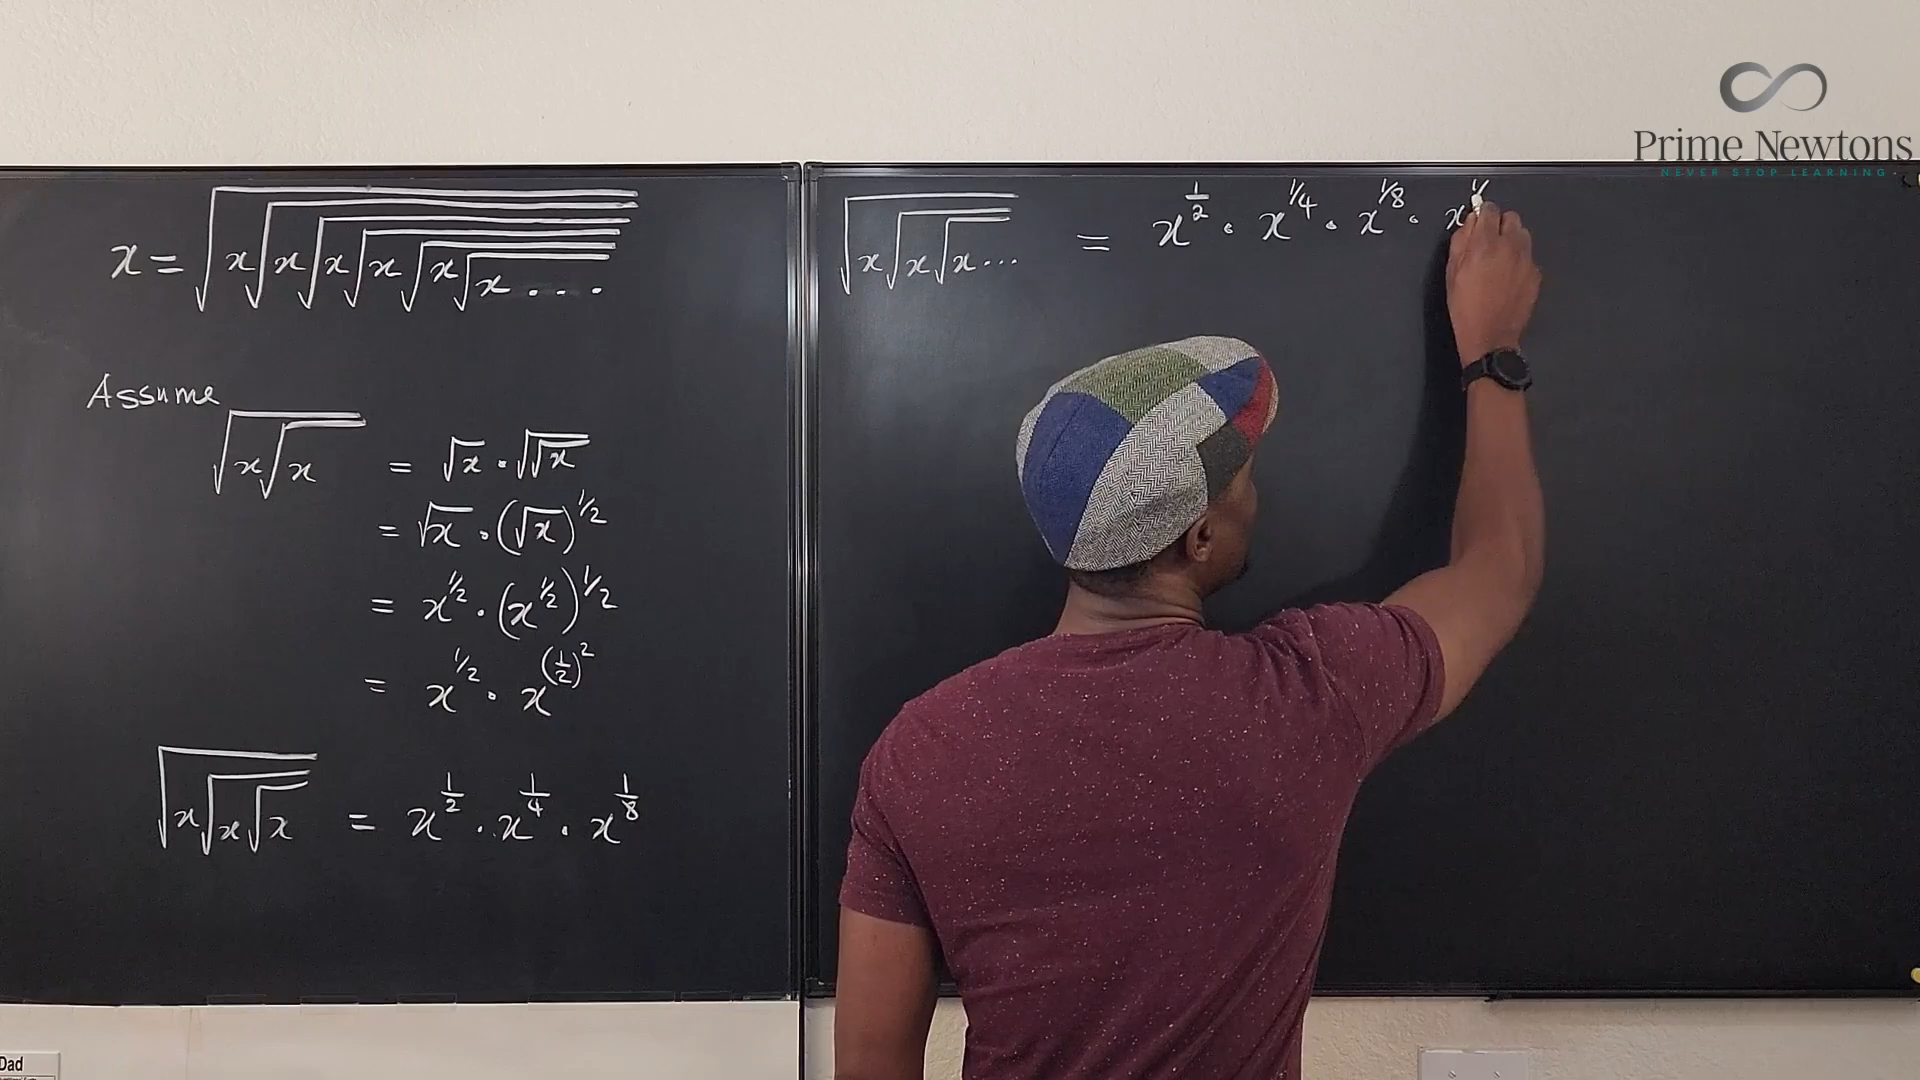 Prime Newtons
NEVER STOP LEARNING
x = √(x√(x√(x√(x√(x√(x...))))))
Assume
√(x√x) = √x · √(√x)
= √x · (√x)^1/2
= x^1/2 · (x^1/2)^1/2
= x^1/2 · x^(1/2)^2
√(x√(x√x)) = x^1/2 · x^1/4 · x^1/8
√(x√(x√(x...))) = x^1/2 · x^1/4 · x^1/8 · x^1/
Dad